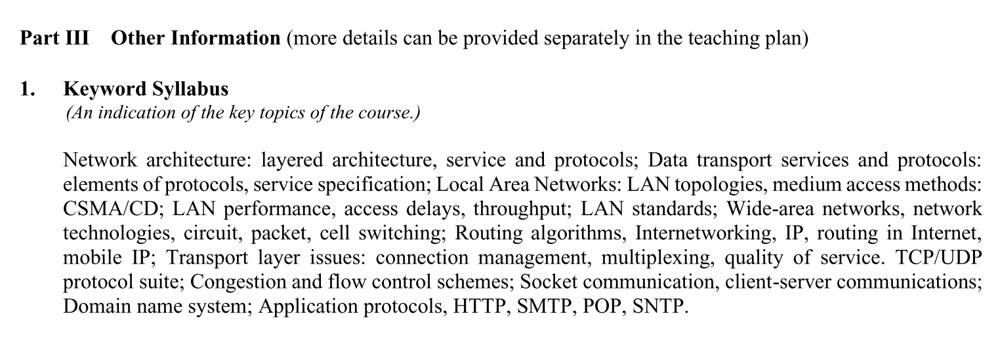 Part III Other Information (more details can be provided separately in the teaching plan)
1. Keyword Syllabus
(An indication of the key topics of the course.)
Network architecture: layered architecture, service and protocols; Data transport services and protocols:
elements of protocols, service specification; Local Area Networks: LAN topologies, medium access methods:
CSMA/CD; LAN performance, access delays, throughput; LAN standards; Wide-area networks, network
technologies, circuit, packet, cell switching; Routing algorithms, Internetworking, IP, routing in Internet,
mobile IP; Transport layer issues: connection management, multiplexing, quality of service. TCP/UDP
protocol suite; Congestion and flow control schemes; Socket communication, client-server communications;
Domain name system; Application protocols, HTTP, SMTP, POP, SNTP.